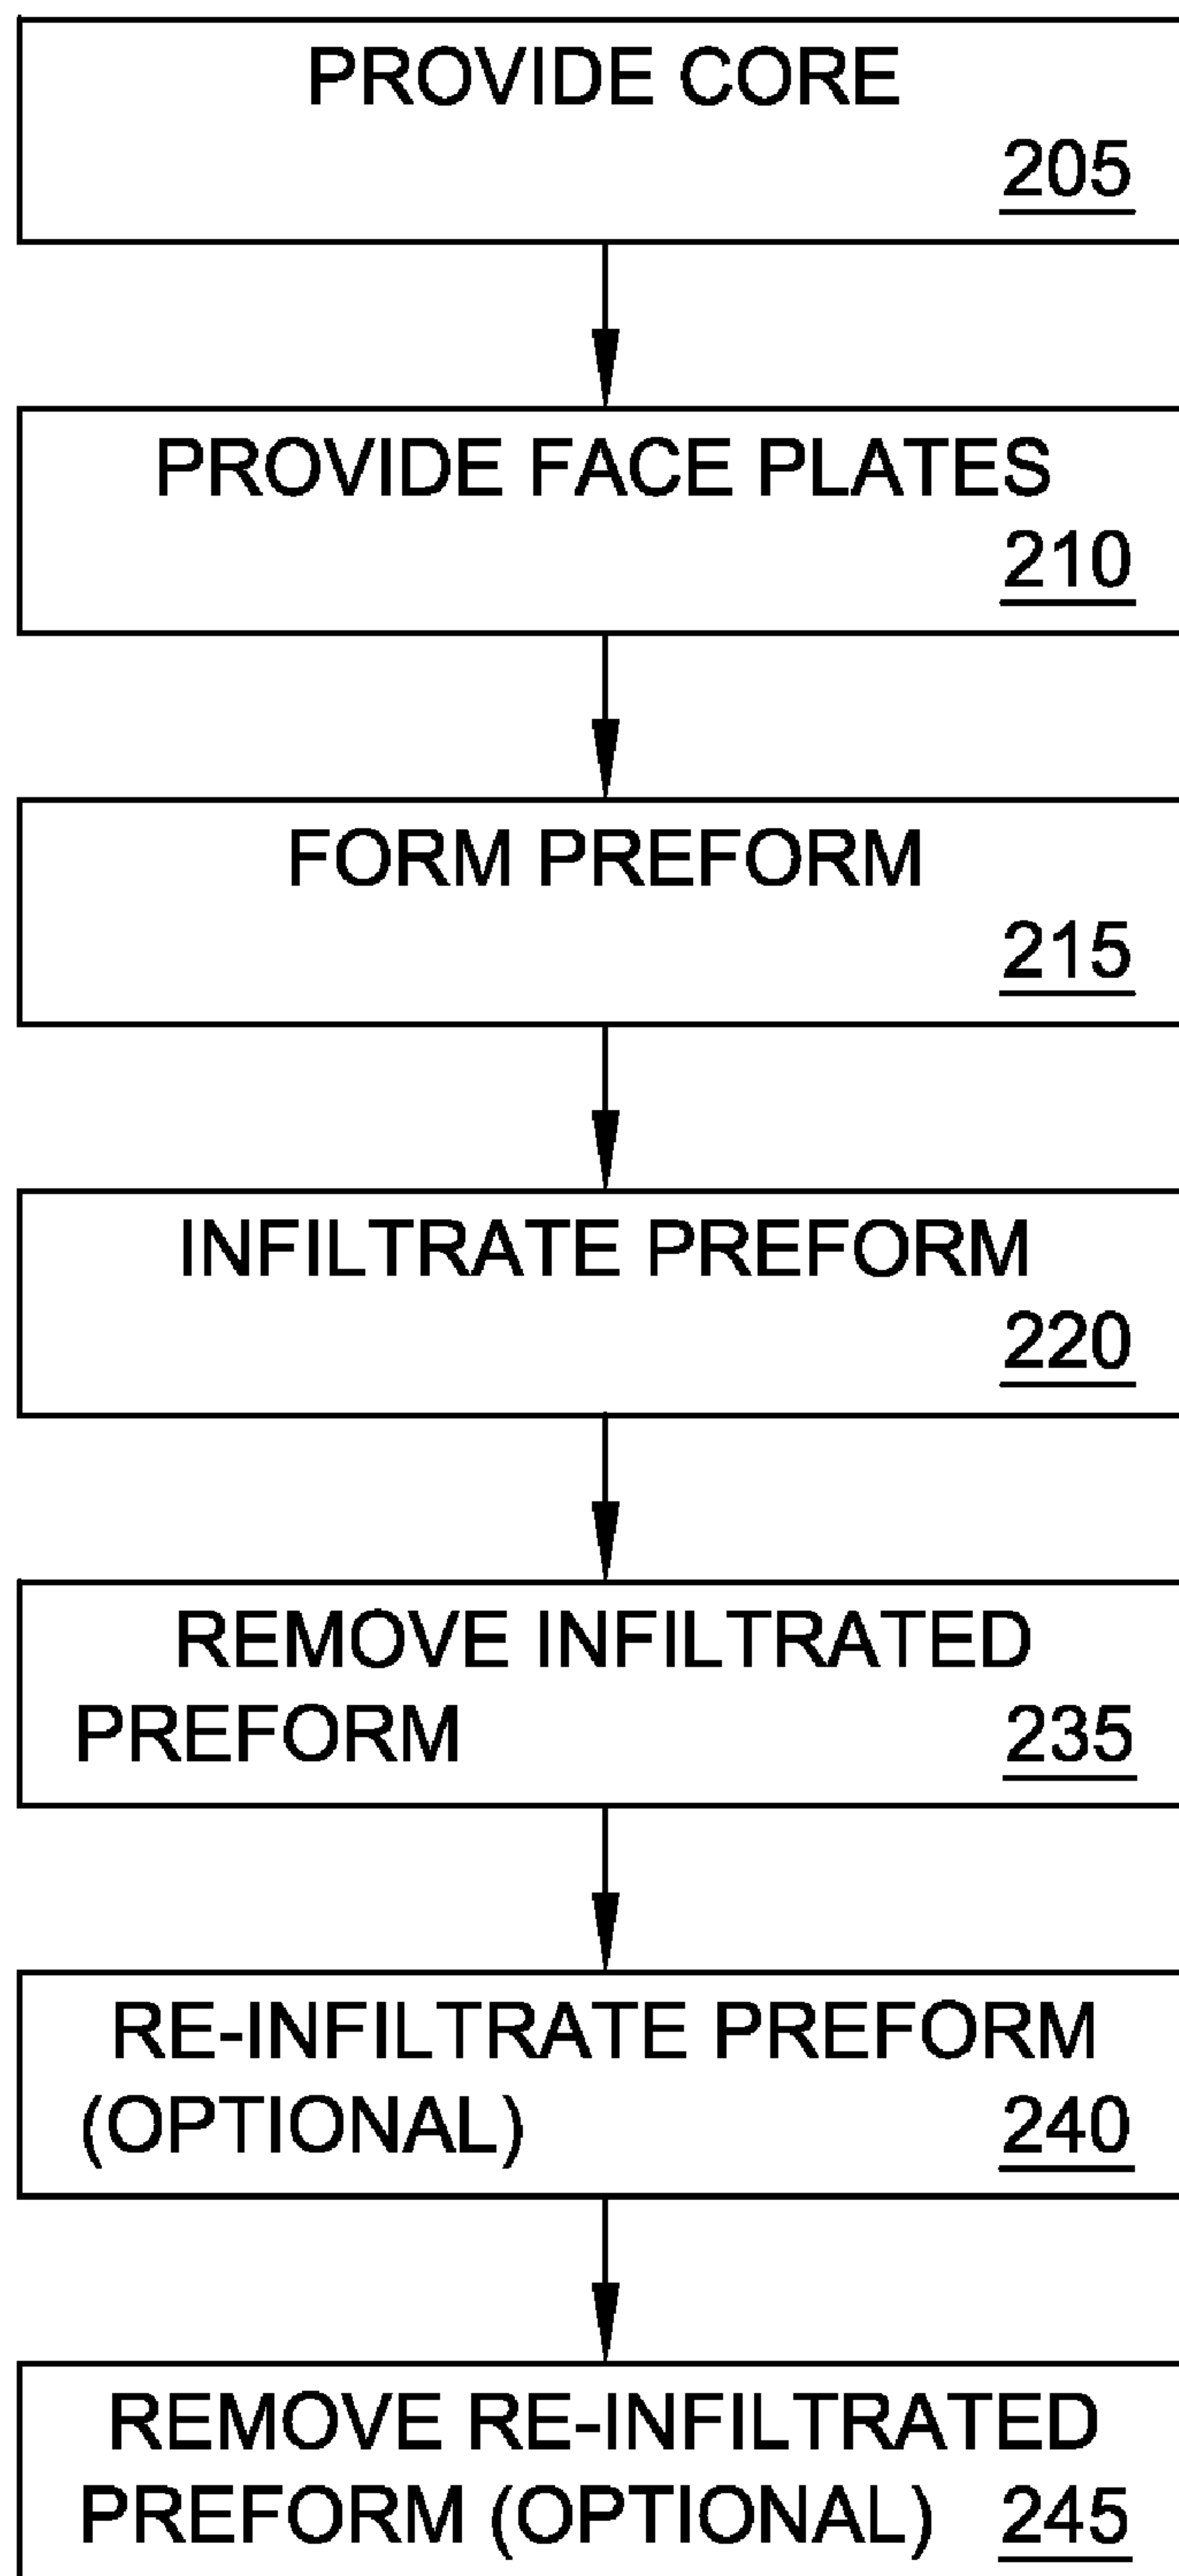 PROVIDE CORE
205
PROVIDE FACE PLATES
210
FORM PREFORM
215
INFILTRATE PREFORM
220
REMOVE INFILTRATED
PREFORM 235
RE-INFILTRATE PREFORM
(OPTIONAL) 240
REMOVE RE-INFILTRATED
PREFORM (OPTIONAL) 245